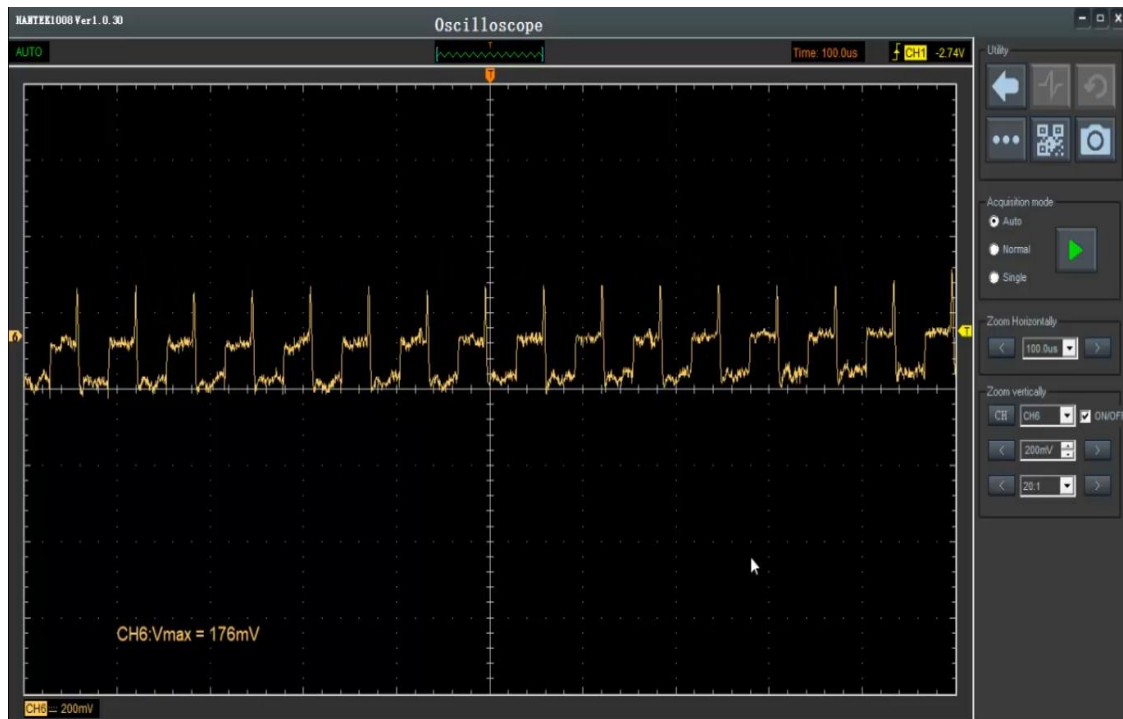 HANTEK1008 Ver1.0.30
Oscilloscope
AUTO
T
Time: 100.0us
CH1 -2.74V
T
6
T
CH6:Vmax = 176mV
CH6 200mV
Utility
Acquisition mode
Auto
Normal
Single
Zoom Horizontally
< 100.0us >
Zoom vertically
CH CH6 ON/OFF
< 200mV >
< 20:1 >